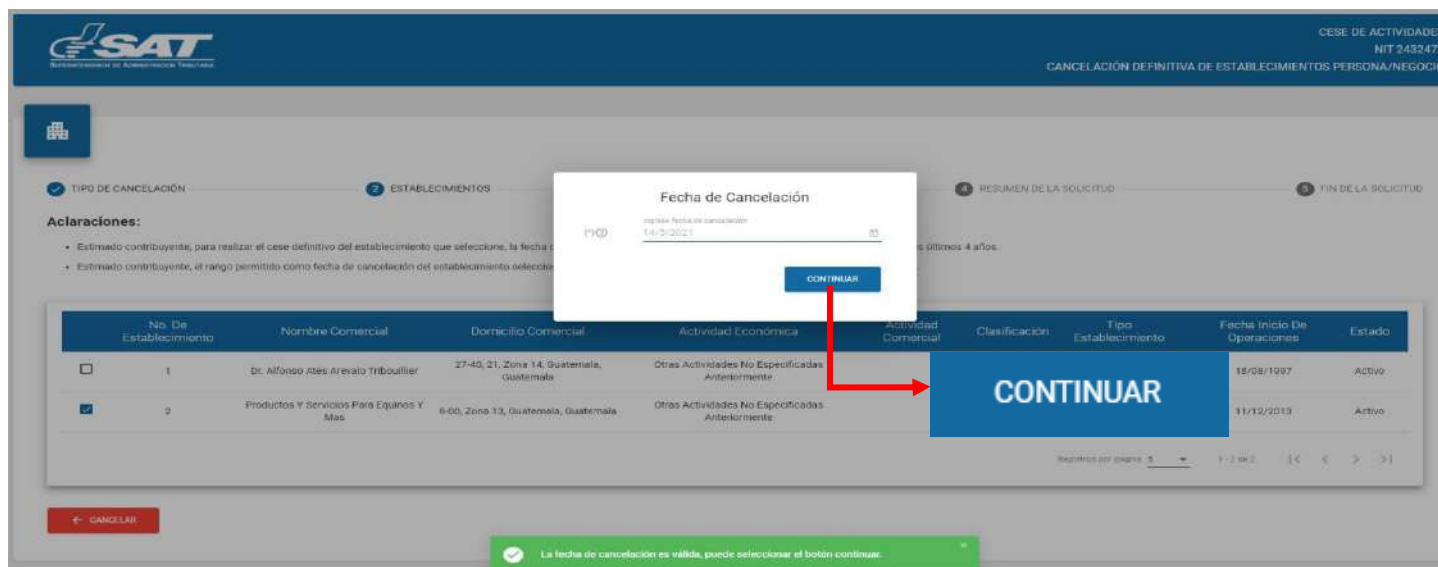 SAT
SUPERINTENDENCIA DE ADMINISTRACIÓN TRIBUTARIA
CESE DE ACTIVIDADE
NIT 243247
CANCELACIÓN DEFINITIVA DE ESTABLECIMIENTOS PERSONA/NEGOCI
TIPO DE CANCELACIÓN
2 ESTABLECIMIENTOS
4 RESUMEN DE LA SOLICITUD
5 FIN DE LA SOLICITUD
Aclaraciones:
Estimado contribuyente, para realizar el cese definitivo del establecimiento que seleccione, la fecha
s últimos 4 años.
Estimado contribuyente, el rango permitido como fecha de cancelación del establecimiento seleccio
Fecha de Cancelación
Ingrese fecha de cancelación
14/5/2021
CONTINUAR
No. De Establecimiento
Nombre Comercial
Domicilio Comercial
Actividad Económica
Actividad Comercial
Clasificación
Tipo Establecimiento
Fecha Inicio De Operaciones
Estado
1
Dr. Alfonso Ates Arevalo Tribouillier
27-40, 21, Zona 14, Guatemala, Guatemala
Otras Actividades No Especificadas Anteriormente
18/08/1997
Activo
2
Productos Y Servicios Para Equinos Y Mas
6-00, Zona 13, Guatemala, Guatemala
Otras Actividades No Especificadas Anteriormente
11/12/2013
Activo
CONTINUAR
Registros por página 5
1-2 de 2
CANCELAR
La fecha de cancelación es válida, puede seleccionar el botón continuar.